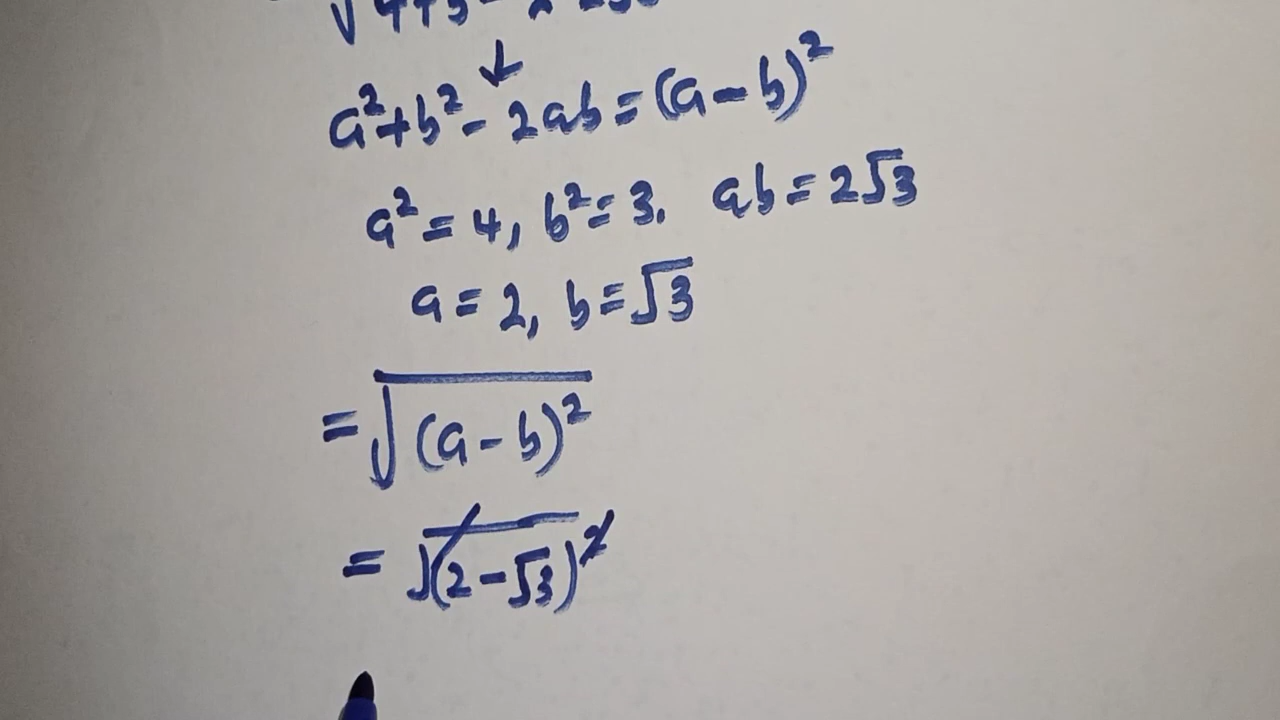 a²+b²-2ab=(a-b)²
a²=4, b²=3. ab=2√3
a=2, b=√3
=√(a-b)²
=√(2-√3)²